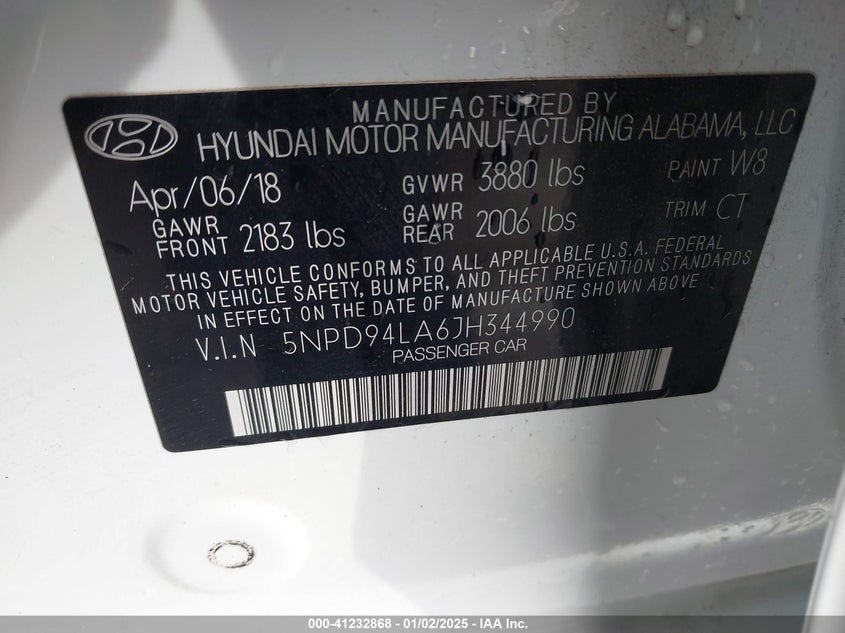 MANUFACTURED BY
HYUNDAI MOTOR MANUFACTURING ALABAMA, LLC
Apr/06/18 GVWR 3880 lbs PAINT W8
GAWR FRONT 2183 lbs GAWR REAR 2006 lbs TRIM CT
THIS VEHICLE CONFORMS TO ALL APPLICABLE U.S.A. FEDERAL
MOTOR VEHICLE SAFETY, BUMPER, AND THEFT PREVENTION STANDARDS
IN EFFECT ON THE DATE OF MANUFACTURE SHOWN ABOVE
V.I.N 5NPD94LA6JH344990
PASSENGER CAR
000-41232868 - 01/02/2025 - IAA Inc.